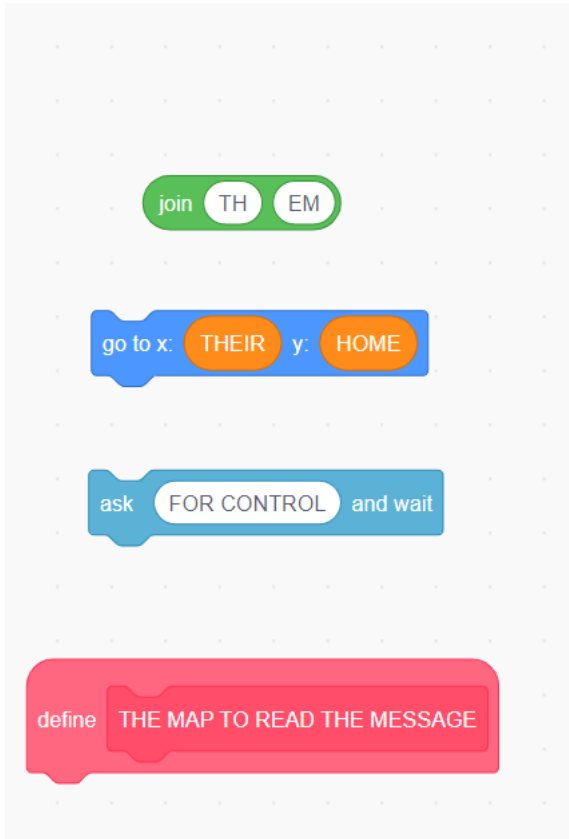 join TH EM
go to x: THEIR y: HOME
ask FOR CONTROL and wait
define THE MAP TO READ THE MESSAGE